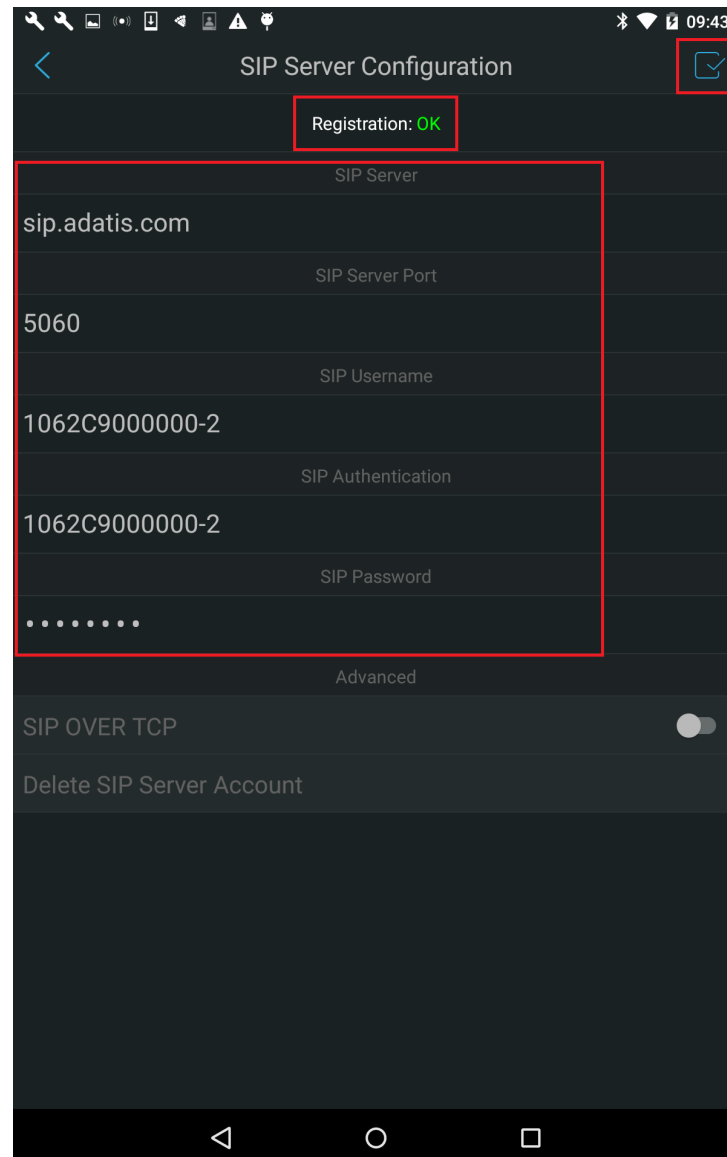 09:43
SIP Server Configuration
Registration: OK
SIP Server
sip.adatis.com
SIP Server Port
5060
SIP Username
1062C9000000-2
SIP Authentication
1062C9000000-2
SIP Password
••••••••
Advanced
SIP OVER TCP
Delete SIP Server Account